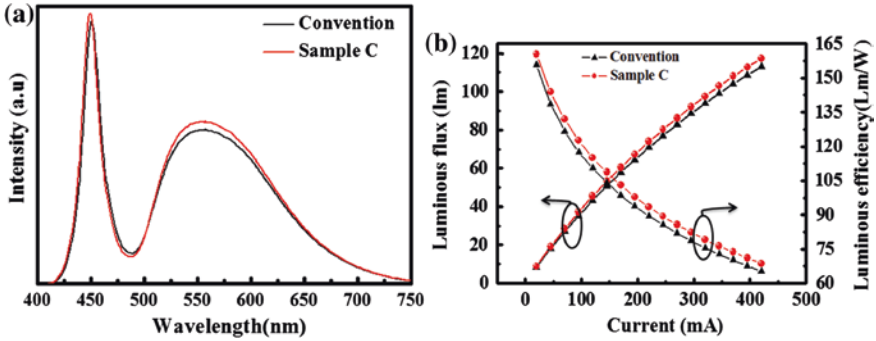 (a)
Convention
Sample C
Intensity (a.u)
400 450 500 550 600 650 700 750
Wavelength(nm)
(b)
Convention
Sample C
Luminous flux (lm)
120
100
80
60
40
20
0
165
150
135
120
105
90
75
60
Luminous efficiency(Lm/W)
0 100 200 300 400 500
Current (mA)